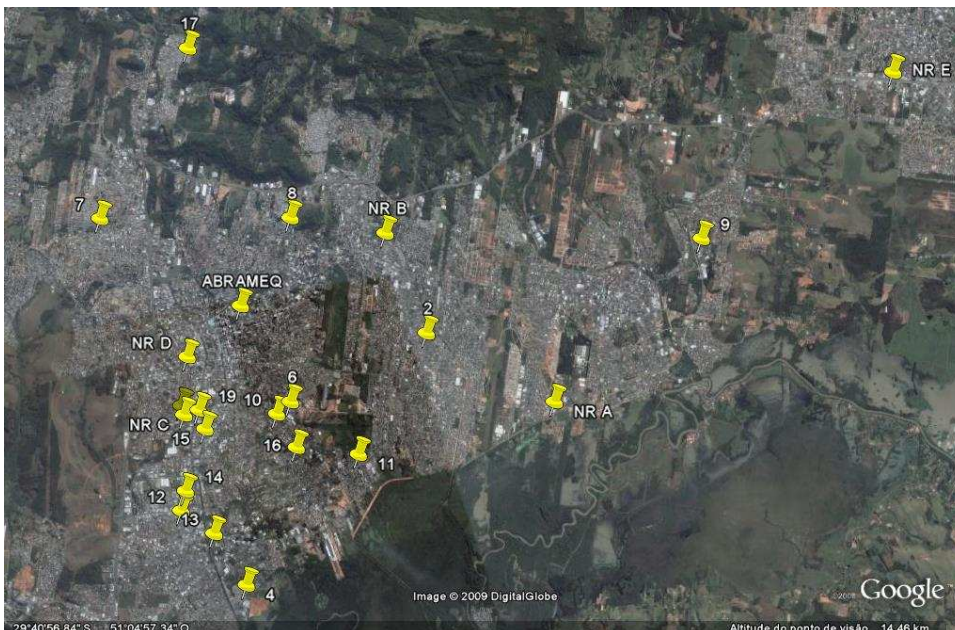 17
NR E
7
8
NR B
9
ABRAMEQ
2
NR D
6
19
10
NR A
NR C
15
16
11
14
12
13
4
Image © 2009 DigitalGlobe
©2009 Google
29°40'56.84" S 51°04'57.34" O
Altitude do ponto de visão 14.46 km